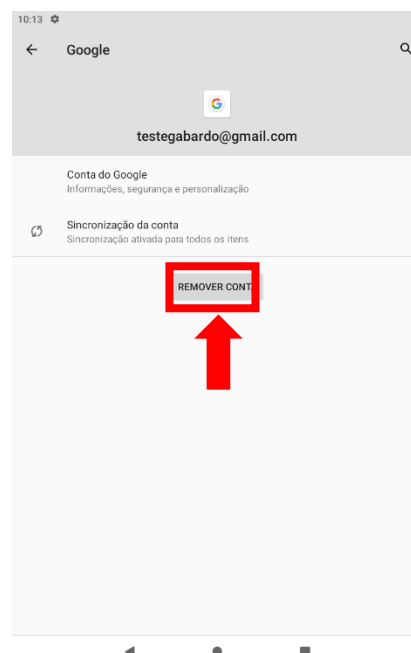 10:13
Google
testegabardo@gmail.com
Conta do Google
Informações, segurança e personalização
Sincronização da conta
Sincronização ativada para todos os itens
REMOVER CONT